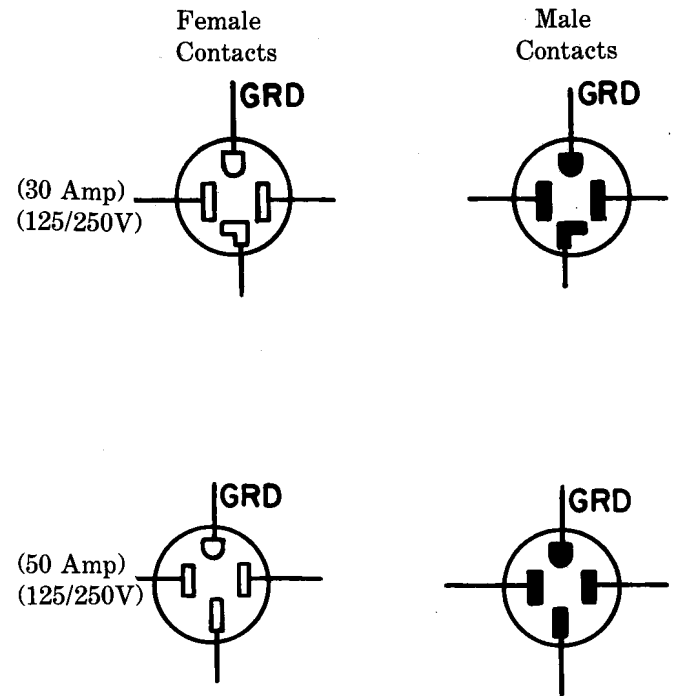 Female
Contacts
Male
Contacts
GRD
GRD
(30 Amp)
(125/250V)
GRD
GRD
(50 Amp)
(125/250V)